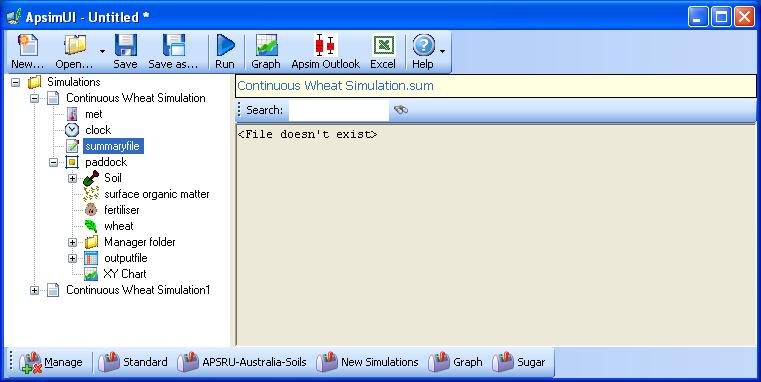 ApsimUI - Untitled *
New... Open... Save Save as... Run Graph Apsim Outlook Excel Help
Simulations
Continuous Wheat Simulation
met
clock
summaryfile
paddock
Soil
surface organic matter
fertiliser
wheat
Manager folder
outputfile
XY Chart
Continuous Wheat Simulation1
Continuous Wheat Simulation.sum
Search:
<File doesn't exist>
Manage Standard APSRU-Australia-Soils New Simulations Graph Sugar